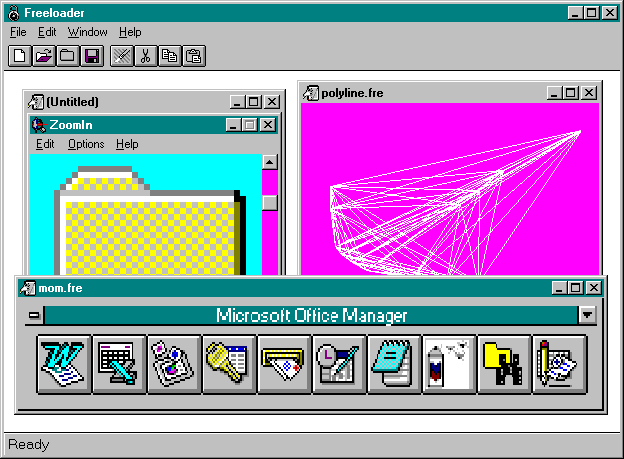 Freeloader
File Edit Window Help
(Untitled)
ZoomIn
Edit Options Help
polyline.fre
mom.fre
Microsoft Office Manager
Ready